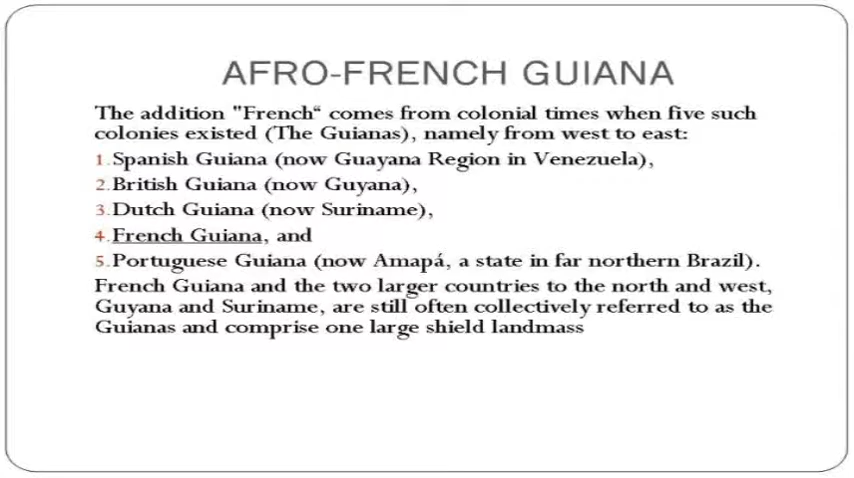 AFRO-FRENCH GUIANA
The addition "French“ comes from colonial times when five such
colonies existed (The Guianas), namely from west to east:
1.Spanish Guiana (now Guayana Region in Venezuela),
2.British Guiana (now Guyana),
3.Dutch Guiana (now Suriname),
4.French Guiana, and
5.Portuguese Guiana (now Amapá, a state in far northern Brazil).
French Guiana and the two larger countries to the north and west,
Guyana and Suriname, are still often collectively referred to as the
Guianas and comprise one large shield landmass